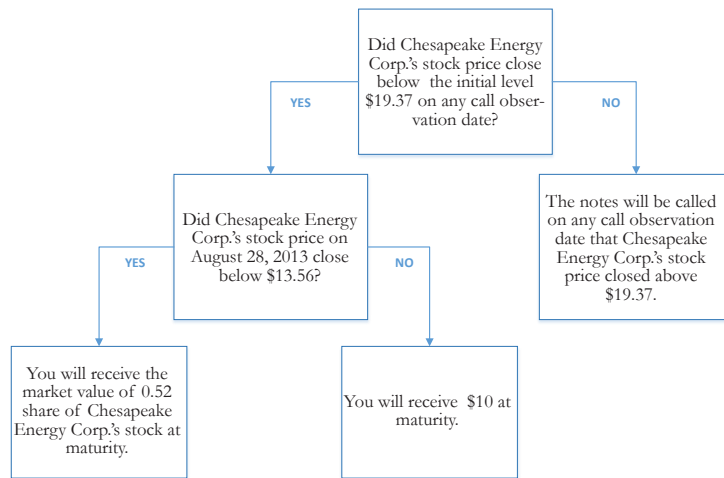 Did Chesapeake Energy
Corp.'s stock price close
below the initial level
$19.37 on any call obser-
vation date?
YES
NO
Did Chesapeake Energy
Corp.'s stock price on
August 28, 2013 close
below $13.56?
The notes will be called
on any call observation
date that Chesapeake
Energy Corp.'s stock
price closed above
$19.37.
YES
NO
You will receive the
market value of 0.52
share of Chesapeake
Energy Corp.'s stock at
maturity.
You will receive $10 at
maturity.